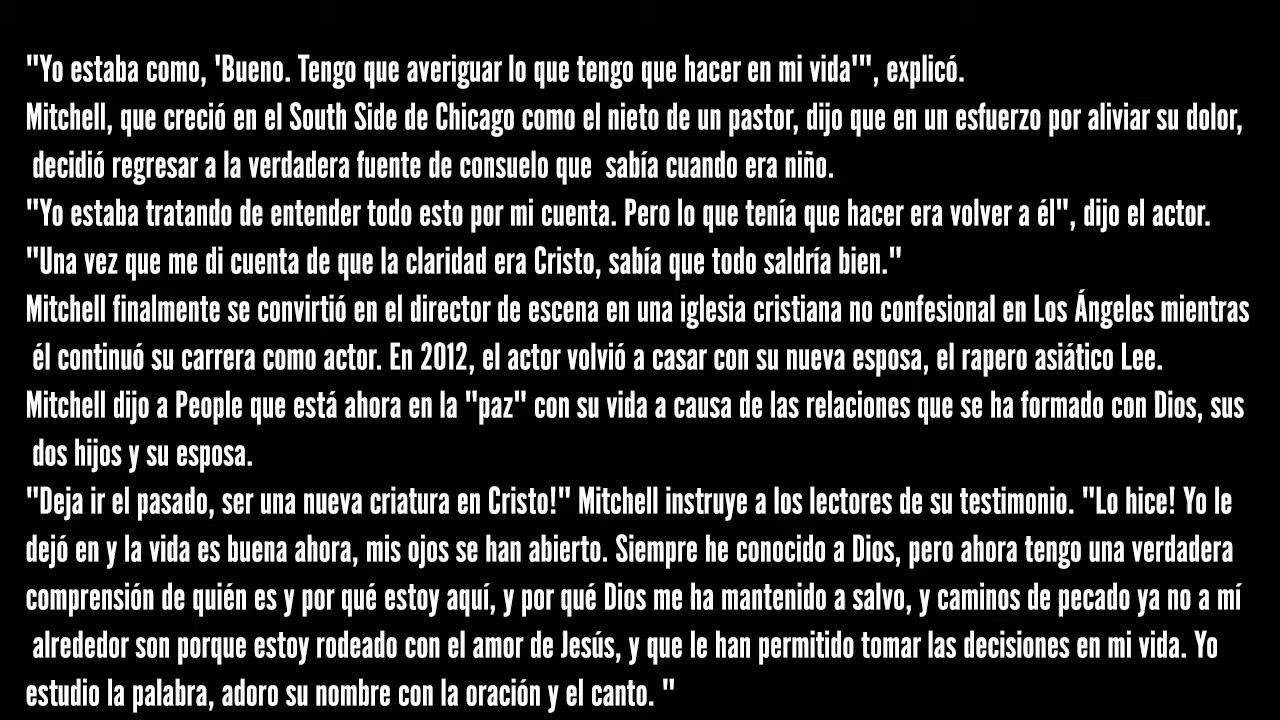 "Yo estaba como, 'Bueno. Tengo que averiguar lo que tengo que hacer en mi vida'", explicó.
Mitchell, que creció en el South Side de Chicago como el nieto de un pastor, dijo que en un esfuerzo por aliviar su dolor,
decidió regresar a la verdadera fuente de consuelo que sabía cuando era niño.
"Yo estaba tratando de entender todo esto por mi cuenta. Pero lo que tenía que hacer era volver a él", dijo el actor.
"Una vez que me di cuenta de que la claridad era Cristo, sabía que todo saldría bien."
Mitchell finalmente se convirtió en el director de escena en una iglesia cristiana no confesional en Los Ángeles mientras
él continuó su carrera como actor. En 2012, el actor volvió a casar con su nueva esposa, el rapero asiático Lee.
Mitchell dijo a People que está ahora en la "paz" con su vida a causa de las relaciones que se ha formado con Dios, sus
dos hijos y su esposa.
"Deja ir el pasado, ser una nueva criatura en Cristo!" Mitchell instruye a los lectores de su testimonio. "Lo hice! Yo le
dejó en y la vida es buena ahora, mis ojos se han abierto. Siempre he conocido a Dios, pero ahora tengo una verdadera
comprensión de quién es y por qué estoy aquí, y por qué Dios me ha mantenido a salvo, y caminos de pecado ya no a mí
alrededor son porque estoy rodeado con el amor de Jesús, y que le han permitido tomar las decisiones en mi vida. Yo
estudio la palabra, adoro su nombre con la oración y el canto. "